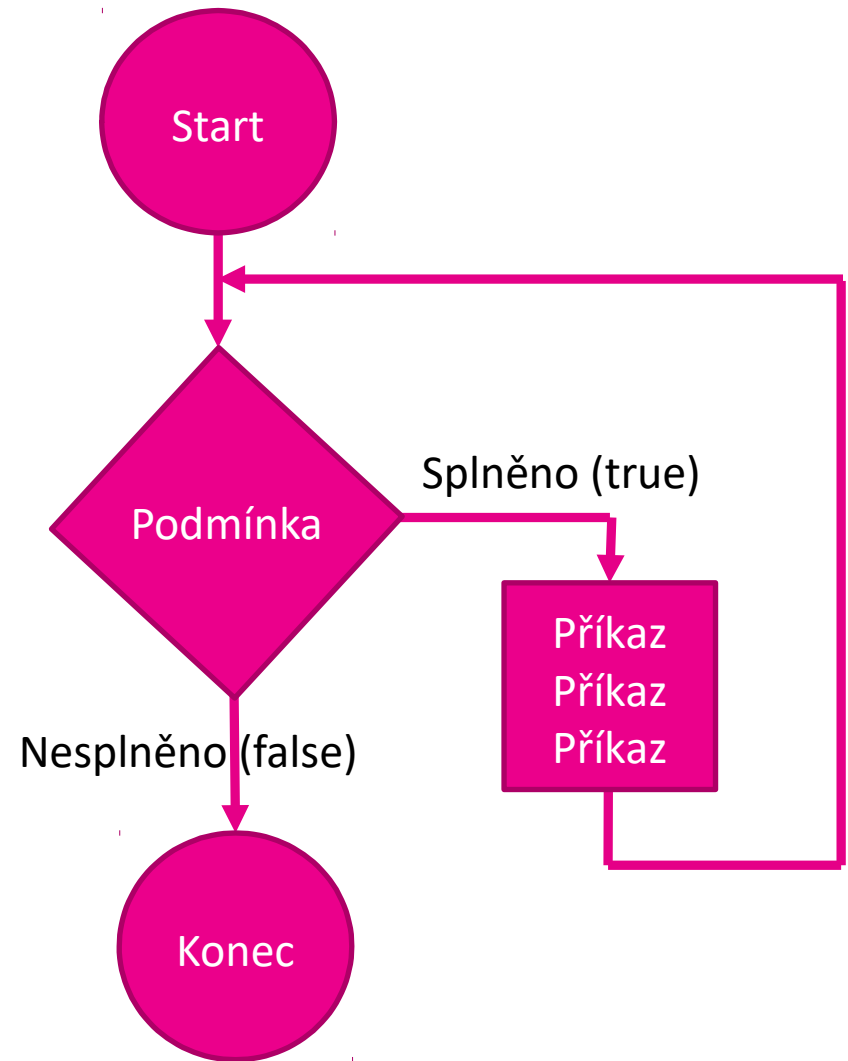 Start
Splněno (true)
Podmínka
Příkaz
Příkaz
Příkaz
Nesplněno (false)
Konec